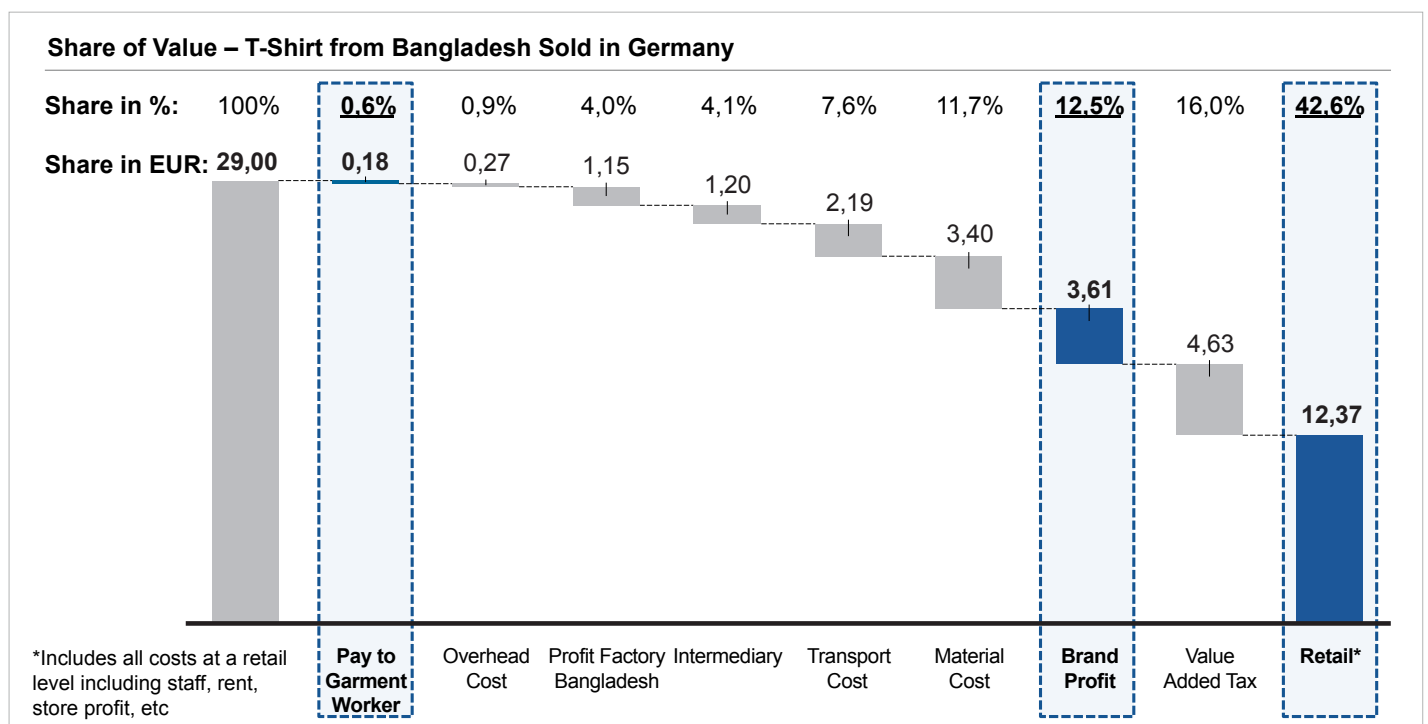 Share of Value – T-Shirt from Bangladesh Sold in Germany
Share in %: 100% 0,6% 0,9% 4,0% 4,1% 7,6% 11,7% 12,5% 16,0% 42,6%
Share in EUR: 29,00 0,18 0,27 1,15 1,20 2,19 3,40 3,61 4,63 12,37
*Includes all costs at a retail
level including staff, rent,
store profit, etc
Pay to
Garment
Worker
Overhead
Cost
Profit Factory
Bangladesh
Intermediary
Transport
Cost
Material
Cost
Brand
Profit
Value
Added Tax
Retail*